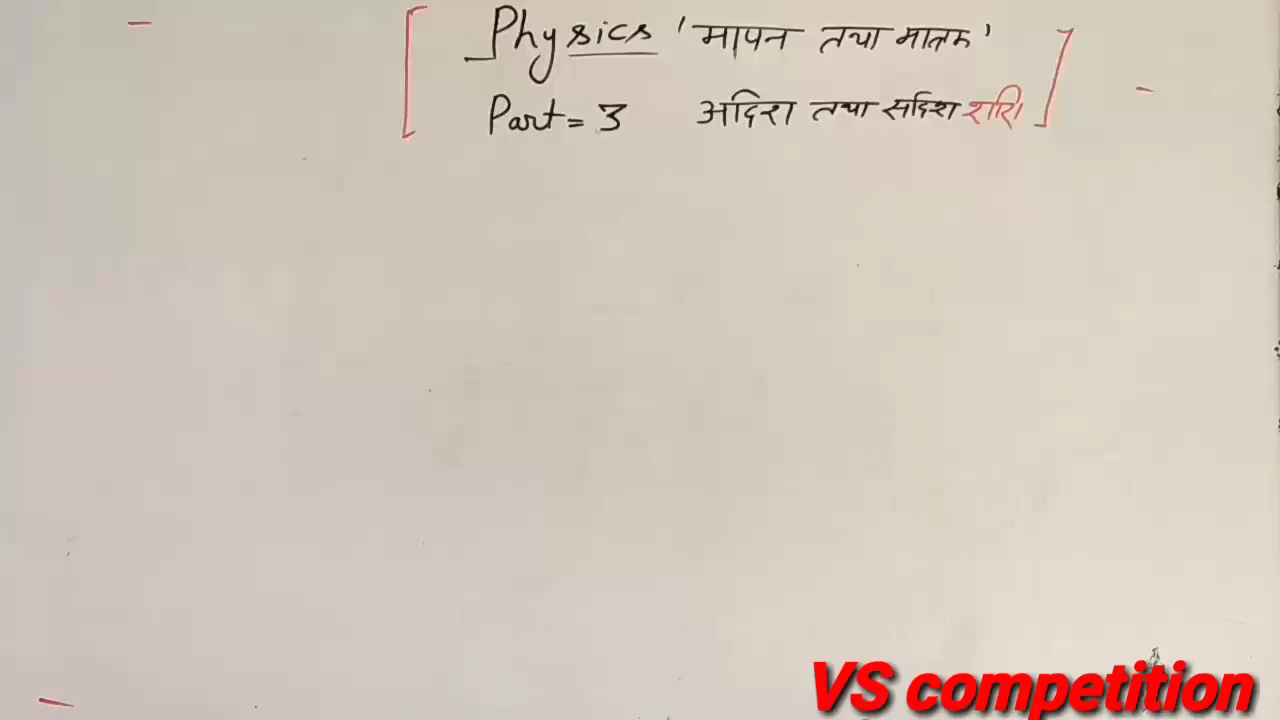 Physics 'मापन तथा मात्रक'
Part = 3 अदिश तथा सदिश राशि
VS competition